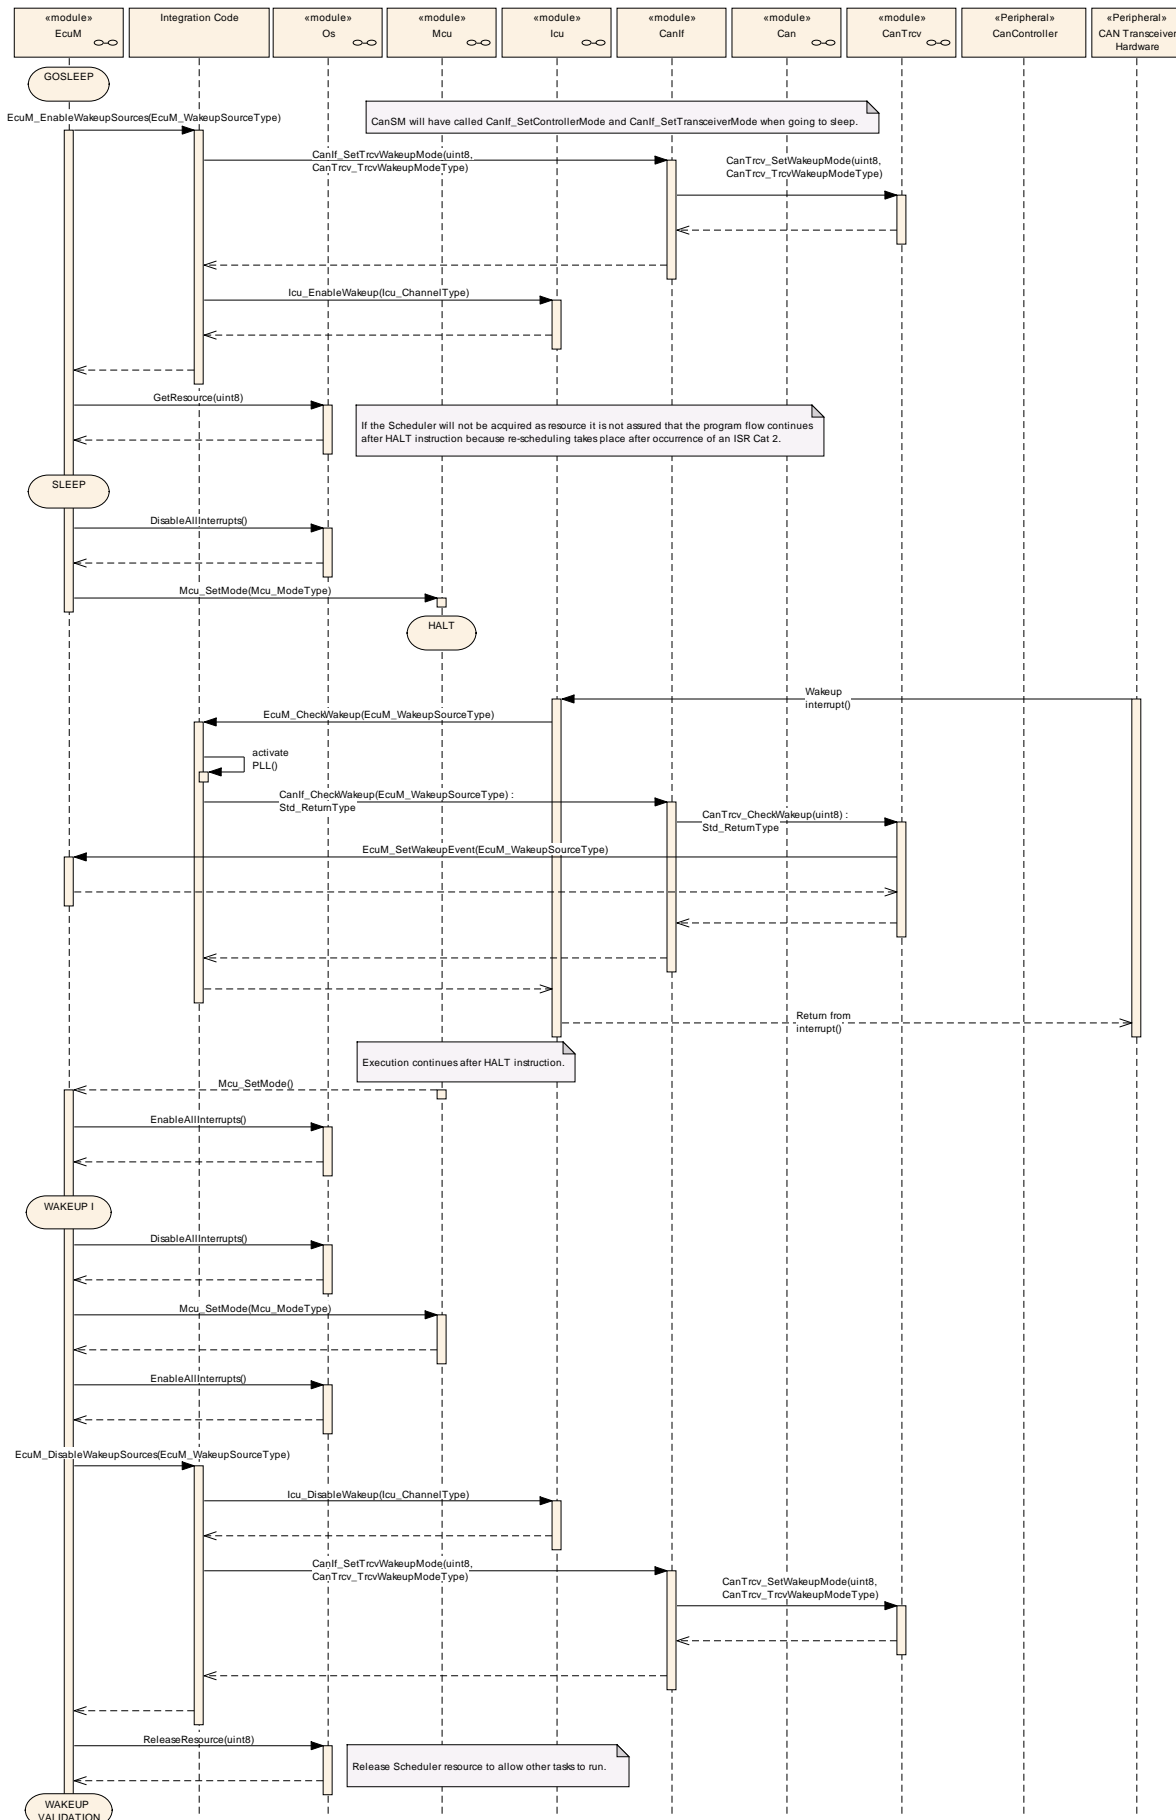 «module»
EcuM
Integration Code
«module»
Os
«module»
Mcu
«module»
Icu
«module»
CanIf
«module»
Can
«module»
CanTrcv
«Peripheral»
CanController
«Peripheral»
CAN Transceiver
Hardware
GOSLEEP
EcuM_EnableWakeupSources(EcuM_WakeupSourceType)
CanSM will have called CanIf_SetControllerMode and CanIf_SetTransceiverMode when going to sleep.
CanIf_SetTrcvWakeupMode(uint8,
CanTrcv_TrcvWakeupModeType)
CanTrcv_SetWakeupMode(uint8,
CanTrcv_TrcvWakeupModeType)
Icu_EnableWakeup(Icu_ChannelType)
GetResource(uint8)
If the Scheduler will not be acquired as resource it is not assured that the program flow continues
after HALT instruction because re-scheduling takes place after occurrence of an ISR Cat 2.
SLEEP
DisableAllInterrupts()
Mcu_SetMode(Mcu_ModeType)
HALT
Wakeup
interrupt()
EcuM_CheckWakeup(EcuM_WakeupSourceType)
activate
PLL()
CanIf_CheckWakeup(EcuM_WakeupSourceType) :
Std_ReturnType
CanTrcv_CheckWakeup(uint8) :
Std_ReturnType
EcuM_SetWakeupEvent(EcuM_WakeupSourceType)
Return from
interrupt()
Execution continues after HALT instruction.
Mcu_SetMode()
EnableAllInterrupts()
WAKEUP I
DisableAllInterrupts()
Mcu_SetMode(Mcu_ModeType)
EnableAllInterrupts()
EcuM_DisableWakeupSources(EcuM_WakeupSourceType)
Icu_DisableWakeup(Icu_ChannelType)
CanIf_SetTrcvWakeupMode(uint8,
CanTrcv_TrcvWakeupModeType)
CanTrcv_SetWakeupMode(uint8,
CanTrcv_TrcvWakeupModeType)
ReleaseResource(uint8)
Release Scheduler resource to allow other tasks to run.
WAKEUP
VALIDATION